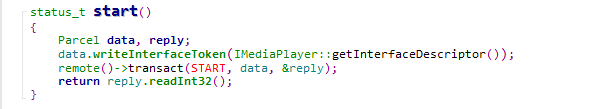 status_t start()
{
Parcel data, reply;
data.writeInterfaceToken(IMediaPlayer::getInterfaceDescriptor());
remote()->transact(START, data, &reply);
return reply.readInt32();
}